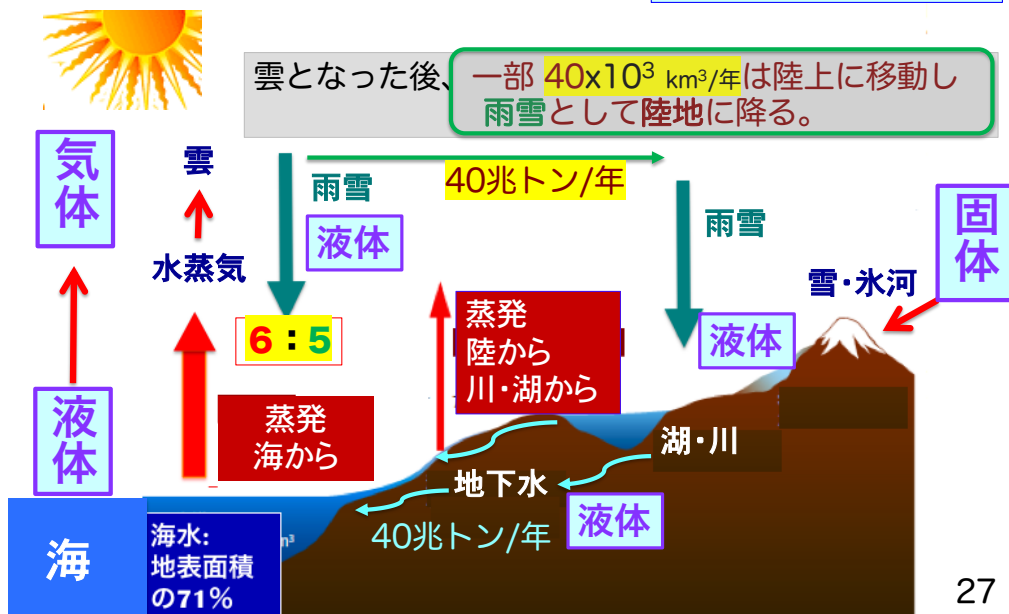 雲となった後、一部 40x10³ km³/年は陸上に移動し
雨雪として陸地に降る。
気体
雲
雨雪
40兆トン/年
液体
雨雪
固体
水蒸気
雪・氷河
6：5
蒸発
陸から
川・湖から
液体
液体
蒸発
海から
湖・川
地下水
40兆トン/年
液体
海
海水:
地表面積
の71%
27